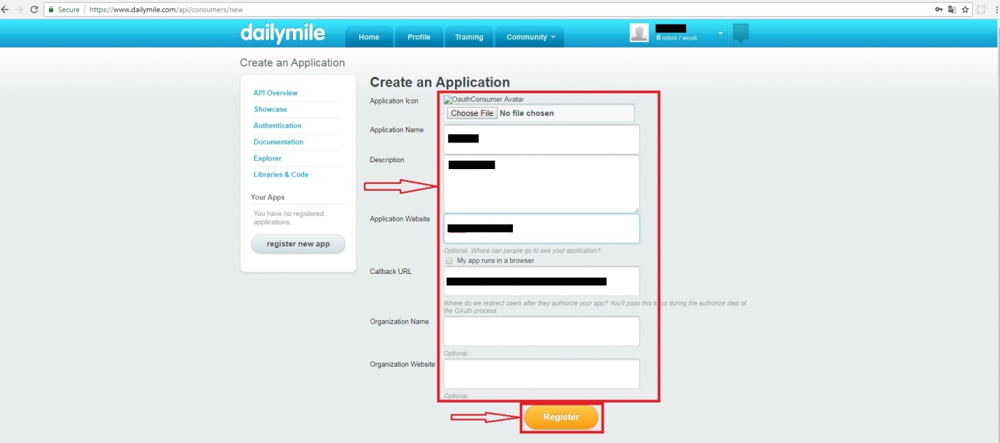 Secure https://www.dailymile.com/api/consumers/new
dailymile
Home
Profile
Training
Community
0 miles / week
Create an Application
API Overview
Showcase
Authentication
Documentation
Explorer
Libraries & Code
Your Apps
You have no registered
applications.
register new app
Create an Application
Application Icon
OauthConsumer Avatar
Choose File No file chosen
Application Name
Description
Application Website
Optional. Where can people go to see your application?
My app runs in a browser
Callback URL
Where do we redirect users after they authorize your app? You'll pass this to us during the authorize step of
the OAuth process.
Organization Name
Optional.
Organization Website
Optional.
Register